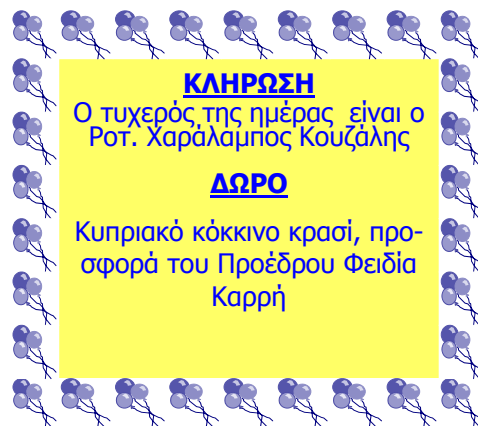 ΚΛΗΡΩΣΗ
Ο τυχερός της ημέρας είναι ο
Ροτ. Χαράλαμπος Κουζάλης
ΔΩΡΟ
Κυπριακό κόκκινο κρασί, προ-
σφορά του Προέδρου Φειδία
Καρρή